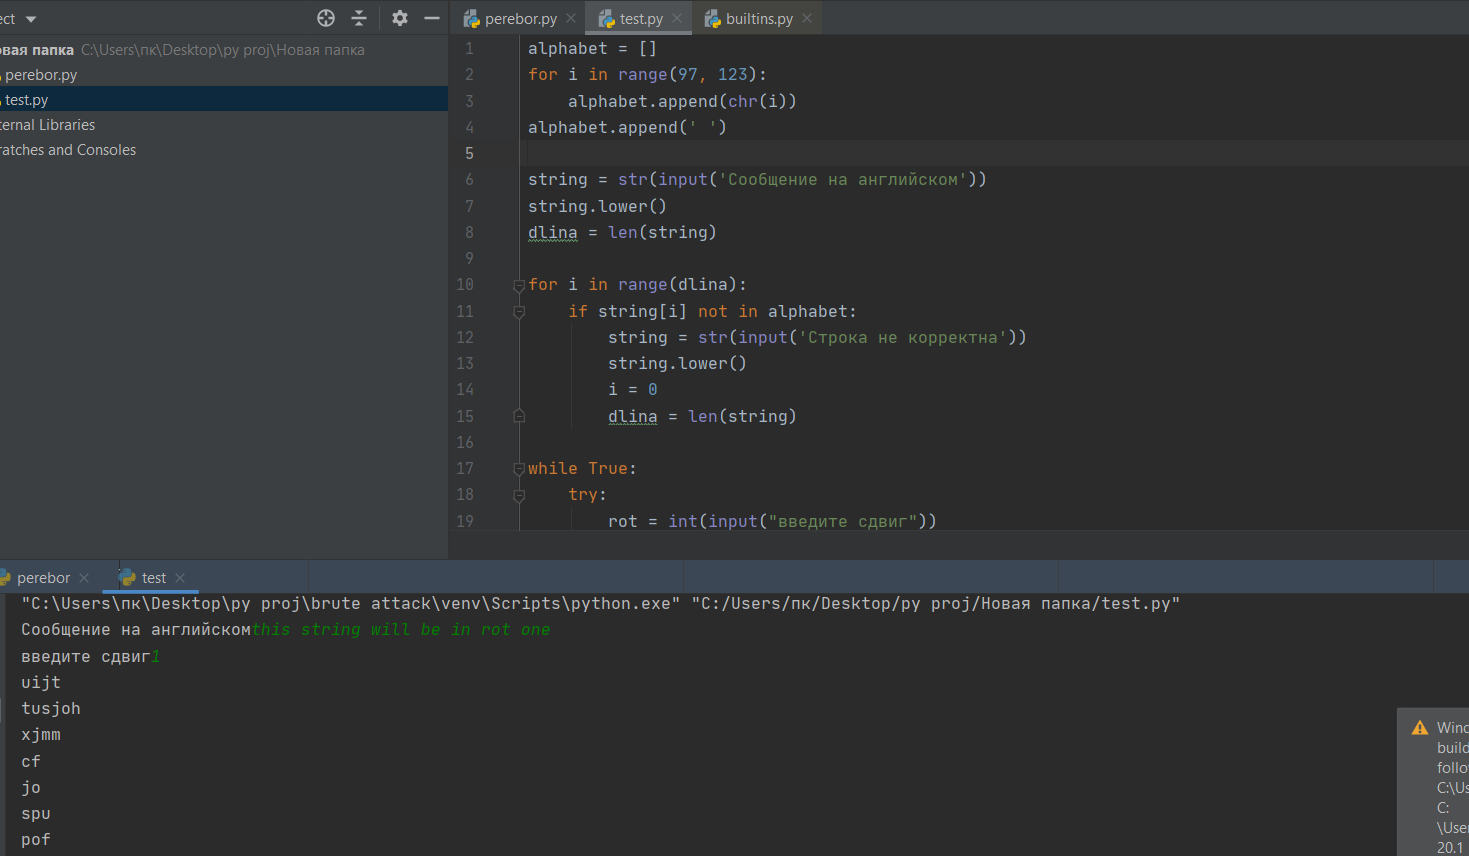 ect
perebor.py test.py builtins.py
овая папка C:\Users\пк\Desktop\py proj\Новая папка
perebor.py
test.py
ternal Libraries
ratches and Consoles
1 alphabet = []
2 for i in range(97, 123):
3 alphabet.append(chr(i))
4 alphabet.append(' ')
5
6 string = str(input('Сообщение на английском'))
7 string.lower()
8 dlina = len(string)
9
10 for i in range(dlina):
11 if string[i] not in alphabet:
12 string = str(input('Строка не корректна'))
13 string.lower()
14 i = 0
15 dlina = len(string)
16
17 while True:
18 try:
19 rot = int(input("введите сдвиг"))
perebor test
"C:\Users\пк\Desktop\py proj\brute attack\venv\Scripts\python.exe" "C:/Users/пк/Desktop/py proj/Новая папка/test.py"
Сообщение на английскомthis string will be in rot one
введите сдвиг1
uijt
tusjoh
xjmm
cf
jo
spu
pof
Winc
build
follo
C:\Us
C:
\User
20.1